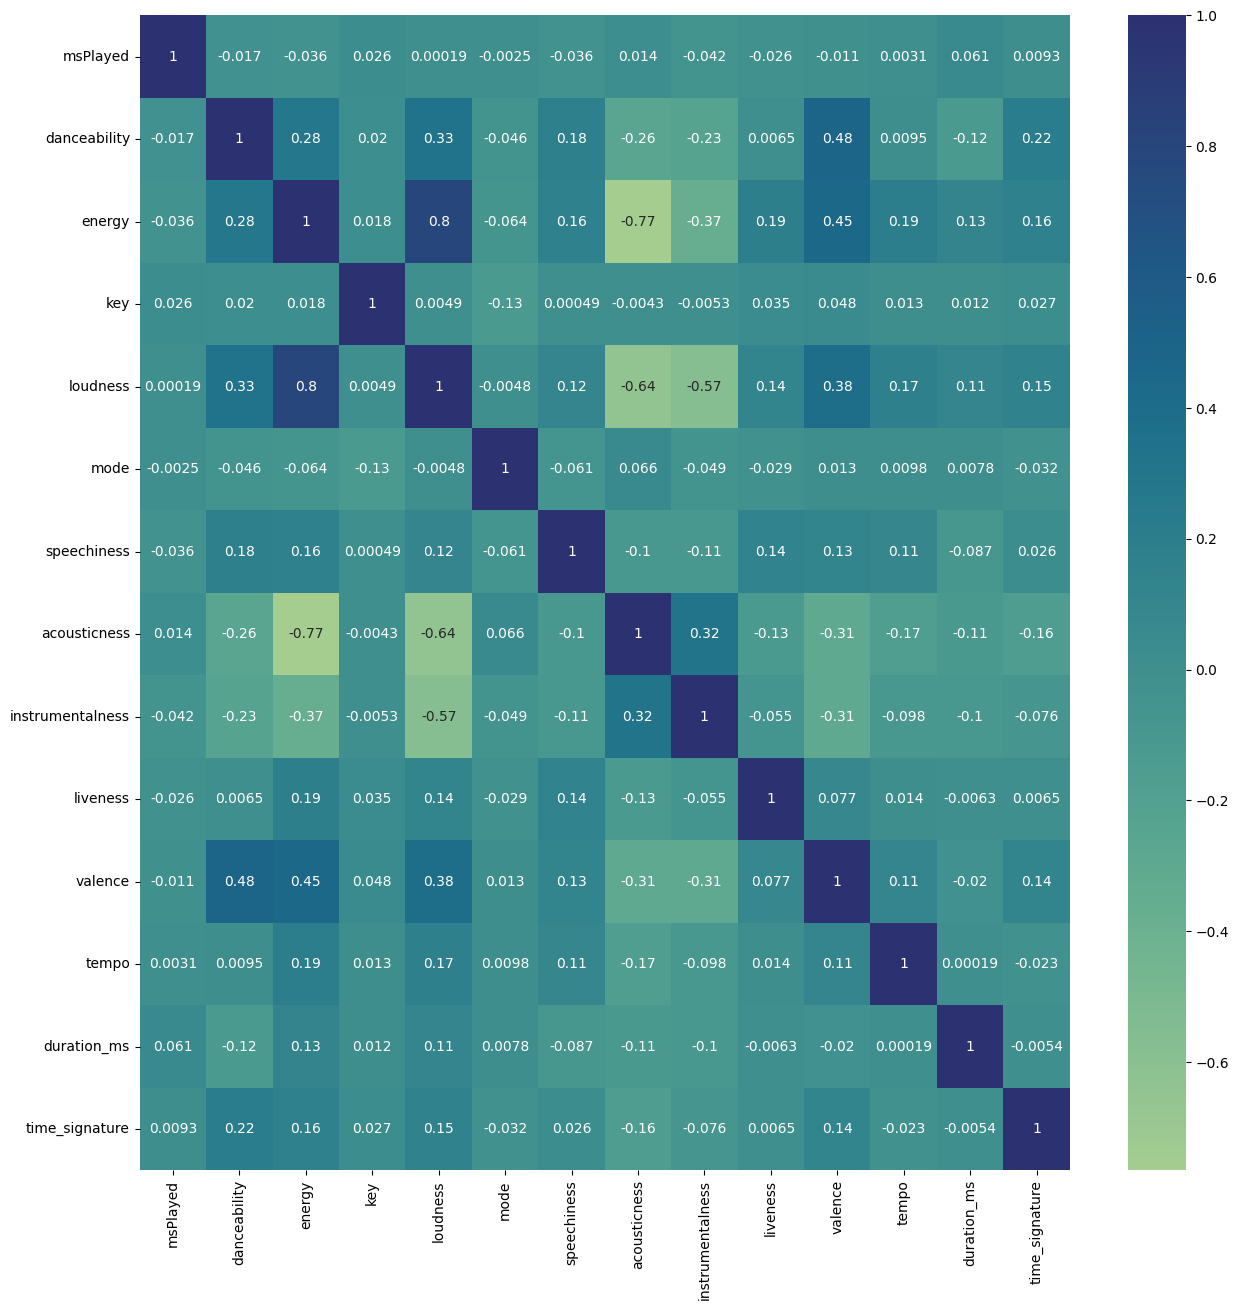 msPlayed 1 -0.017 -0.036 0.026 0.00019 -0.0025 -0.036 0.014 -0.042 -0.026 -0.011 0.0031 0.061 0.0093
danceability -0.017 1 0.28 0.02 0.33 -0.046 0.18 -0.26 -0.23 0.0065 0.48 0.0095 -0.12 0.22
energy -0.036 0.28 1 0.018 0.8 -0.064 0.16 -0.77 -0.37 0.19 0.45 0.19 0.13 0.16
key 0.026 0.02 0.018 1 0.0049 -0.13 0.00049 -0.0043 -0.0053 0.035 0.048 0.013 0.012 0.027
loudness 0.00019 0.33 0.8 0.0049 1 -0.0048 0.12 -0.64 -0.57 0.14 0.38 0.17 0.11 0.15
mode -0.0025 -0.046 -0.064 -0.13 -0.0048 1 -0.061 0.066 -0.049 -0.029 0.013 0.0098 0.0078 -0.032
speechiness -0.036 0.18 0.16 0.00049 0.12 -0.061 1 -0.1 -0.11 0.14 0.13 0.11 -0.087 0.026
acousticness 0.014 -0.26 -0.77 -0.0043 -0.64 0.066 -0.1 1 0.32 -0.13 -0.31 -0.17 -0.11 -0.16
instrumentalness -0.042 -0.23 -0.37 -0.0053 -0.57 -0.049 -0.11 0.32 1 -0.055 -0.31 -0.098 -0.1 -0.076
liveness -0.026 0.0065 0.19 0.035 0.14 -0.029 0.14 -0.13 -0.055 1 0.077 0.014 -0.0063 0.0065
valence -0.011 0.48 0.45 0.048 0.38 0.013 0.13 -0.31 -0.31 0.077 1 0.11 -0.02 0.14
tempo 0.0031 0.0095 0.19 0.013 0.17 0.0098 0.11 -0.17 -0.098 0.014 0.11 1 0.00019 -0.023
duration_ms 0.061 -0.12 0.13 0.012 0.11 0.0078 -0.087 -0.11 -0.1 -0.0063 -0.02 0.00019 1 -0.0054
time_signature 0.0093 0.22 0.16 0.027 0.15 -0.032 0.026 -0.16 -0.076 0.0065 0.14 -0.023 -0.0054 1
msPlayed danceability energy key loudness mode speechiness acousticness instrumentalness liveness valence tempo duration_ms time_signature
1.0
0.8
0.6
0.4
0.2
0.0
−0.2
−0.4
−0.6